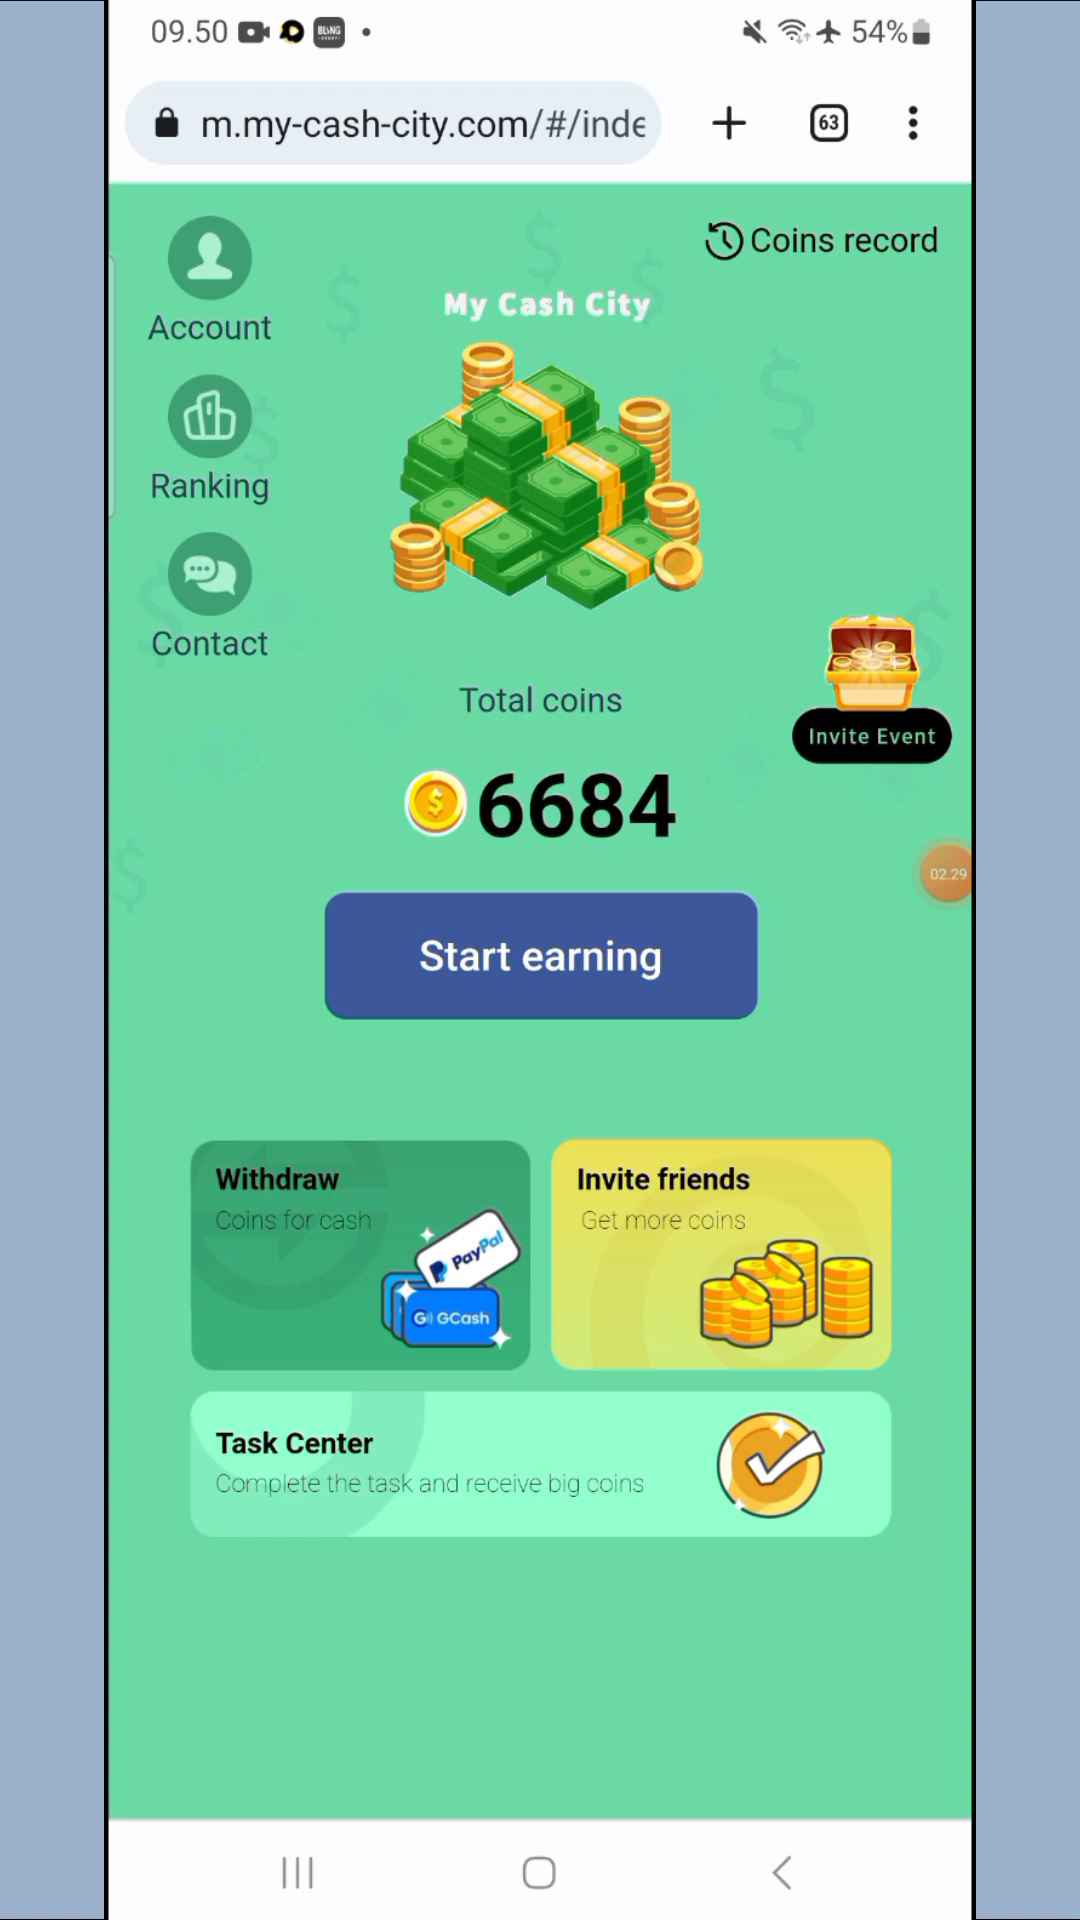 09.50
BLING
54%
m.my-cash-city.com/#/inde
63
Coins record
Account
My Cash City
Ranking
Contact
Total coins
Invite Event
6684
02.29
Start earning
Withdraw
Coins for cash
PayPal
GCash
Invite friends
Get more coins
Task Center
Complete the task and receive big coins